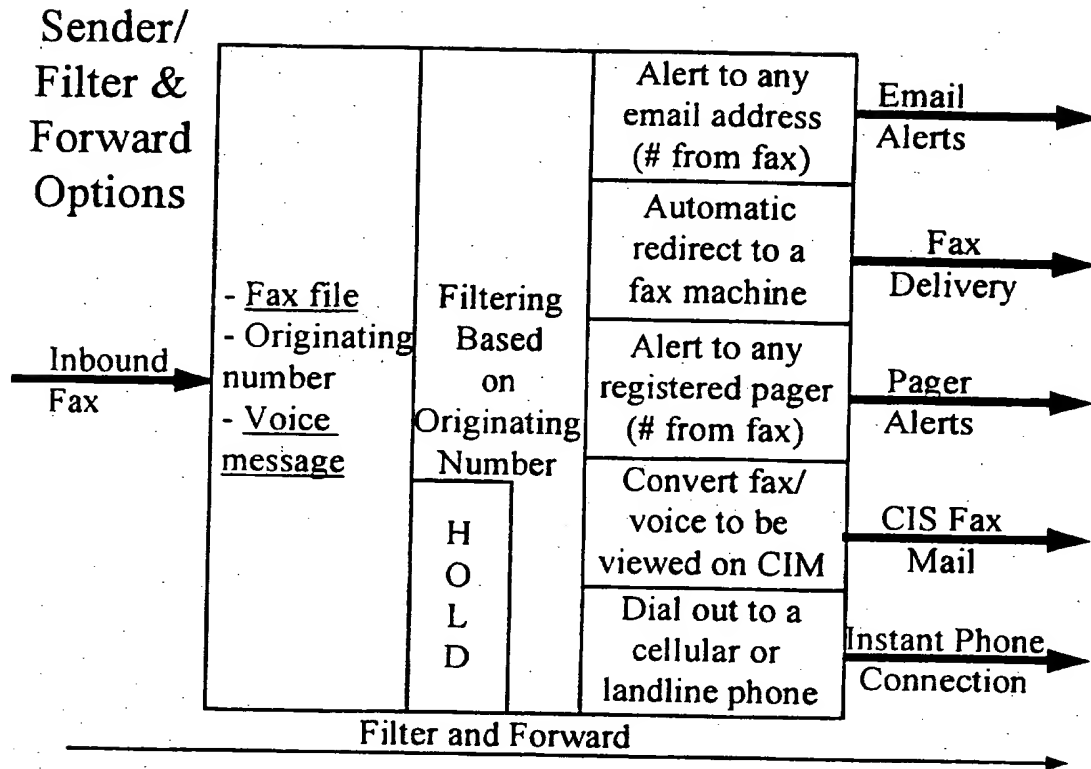 Sender/
Filter &
Forward
Options
Inbound
Fax
- Fax file
- Originating
number
- Voice
message
Filtering
Based
on
Originating
Number
H
O
L
D
Alert to any
email address
(# from fax)
Automatic
redirect to a
fax machine
Alert to any
registered pager
(# from fax)
Convert fax/
voice to be
viewed on CIM
Dial out to a
cellular or
landline phone
Email
Alerts
Fax
Delivery
Pager
Alerts
CIS Fax
Mail
Instant Phone
Connection
Filter and Forward